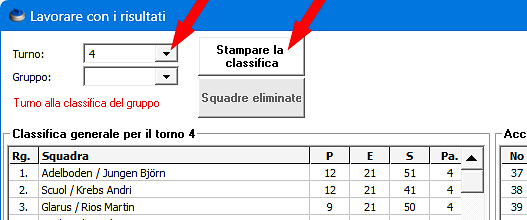 Lavorare con i risultati
Turno: 4
Stampare la
classifica
Gruppo:
Squadre eliminate
Turno alla classifica del gruppo
Classifica generale per il torno 4
Acc
Rg. Squadra P E S Pa. No
1. Adelboden / Jungen Björn 12 21 51 4 37
2. Scuol / Krebs Andri 12 21 41 4 38
3. Glarus / Rios Martin 9 21 50 4 39